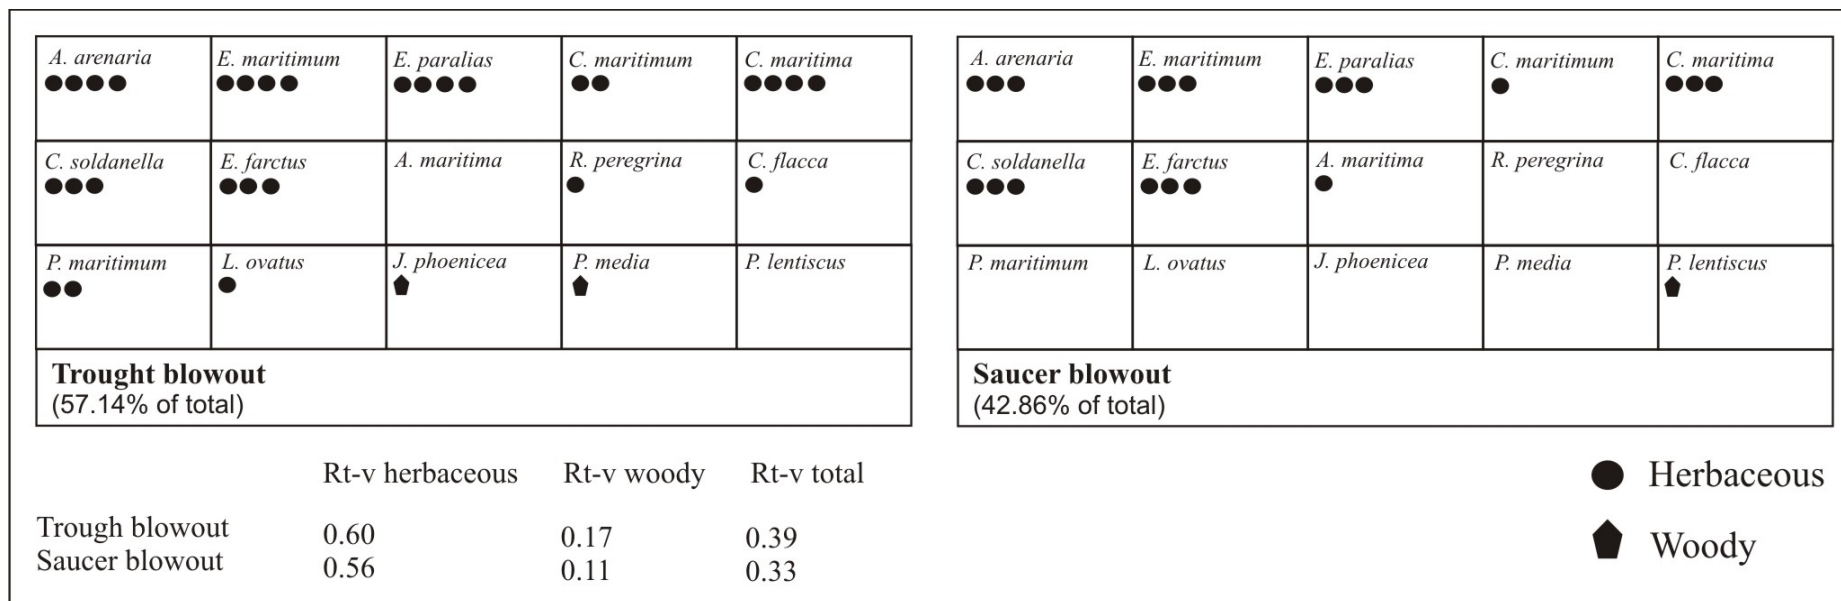 A. arenaria E. maritimum E. paralias C. maritimum C. maritima
C. soldanella E. farctus A. maritima R. peregrina C. flacca
P. maritimum L. ovatus J. phoenicea P. media P. lentiscus
Trought blowout
(57.14% of total)
A. arenaria E. maritimum E. paralias C. maritimum C. maritima
C. soldanella E. farctus A. maritima R. peregrina C. flacca
P. maritimum L. ovatus J. phoenicea P. media P. lentiscus
Saucer blowout
(42.86% of total)
Rt-v herbaceous Rt-v woody Rt-v total
Trough blowout 0.60 0.17 0.39
Saucer blowout 0.56 0.11 0.33
Herbaceous
Woody